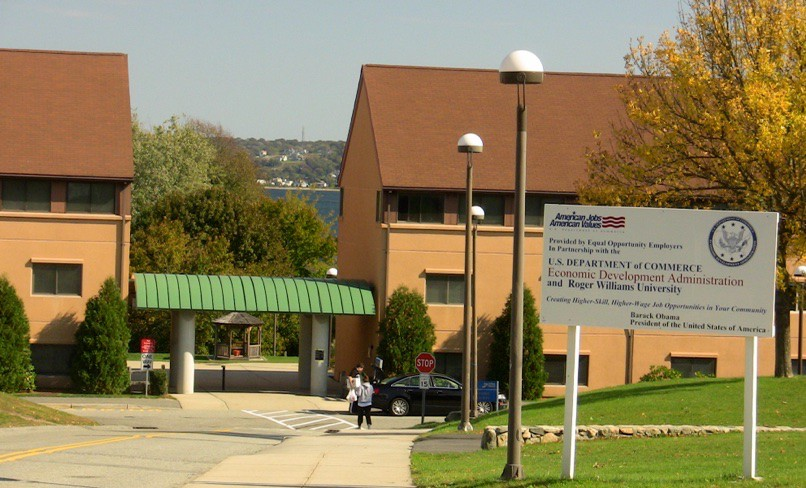 American Jobs
American Values
Provided by Equal Opportunity Employers
In Partnership with the
U.S. DEPARTMENT of COMMERCE
Economic Development Administration
and Roger Williams University
Creating Higher-Skill, Higher-Wage Job Opportunities in Your Community
Barack Obama
President of the United States of America
STOP
15